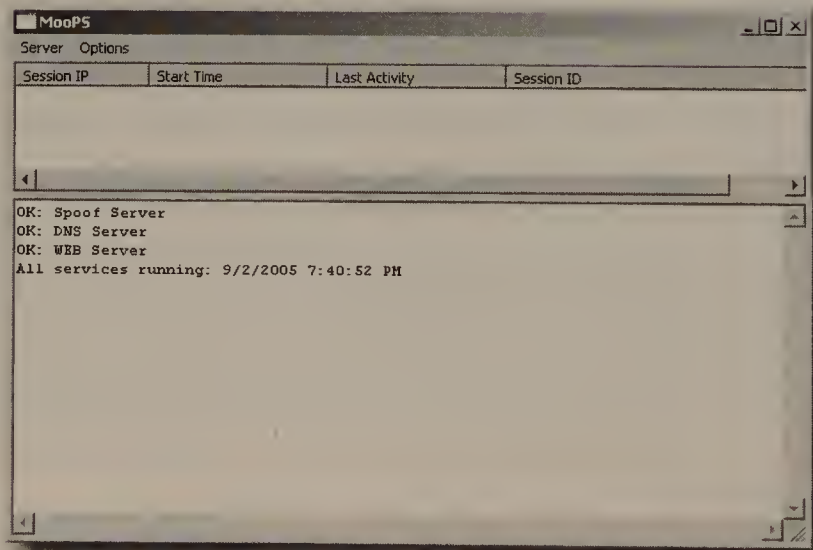 MooPS
Server Options
Session IP Start Time Last Activity Session ID
OK: Spoof Server
OK: DNS Server
OK: WEB Server
All services running: 9/2/2005 7:40:52 PM